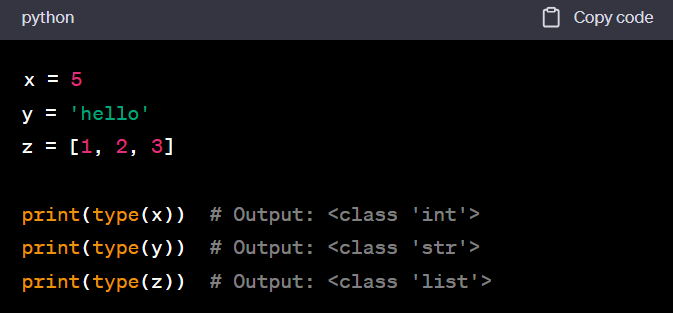 python
Copy code
x = 5
y = 'hello'
z = [1, 2, 3]
print(type(x))  # Output: <class 'int'>
print(type(y))  # Output: <class 'str'>
print(type(z))  # Output: <class 'list'>